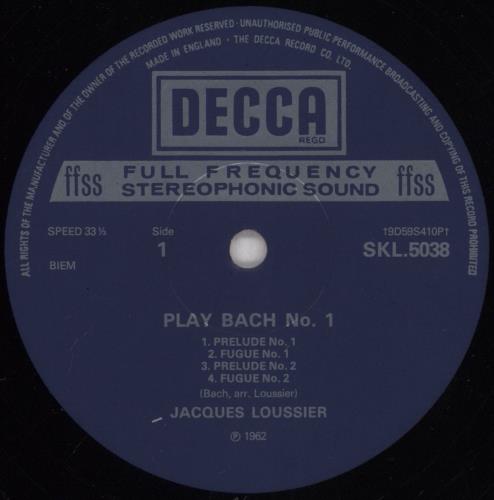 ALL RIGHTS OF THE MANUFACTURER AND OF THE OWNER OF THE RECORDED WORK RESERVED · UNAUTHORISED PUBLIC PERFORMANCE BROADCASTING AND COPYING OF THIS RECORD PROHIBITED
MADE IN ENGLAND · THE DECCA RECORD CO. LTD.
DECCA
REGD
ffss FULL FREQUENCY STEREOPHONIC SOUND ffss
SPEED 33⅓ Side †9D59S410P†
1 SKL.5038
BIEM
PLAY BACH No. 1
1. PRELUDE No. 1
2. FUGUE No. 1
3. PRELUDE No. 2
4. FUGUE No. 2
(Bach, arr. Loussier)
JACQUES LOUSSIER
Ⓟ 1962